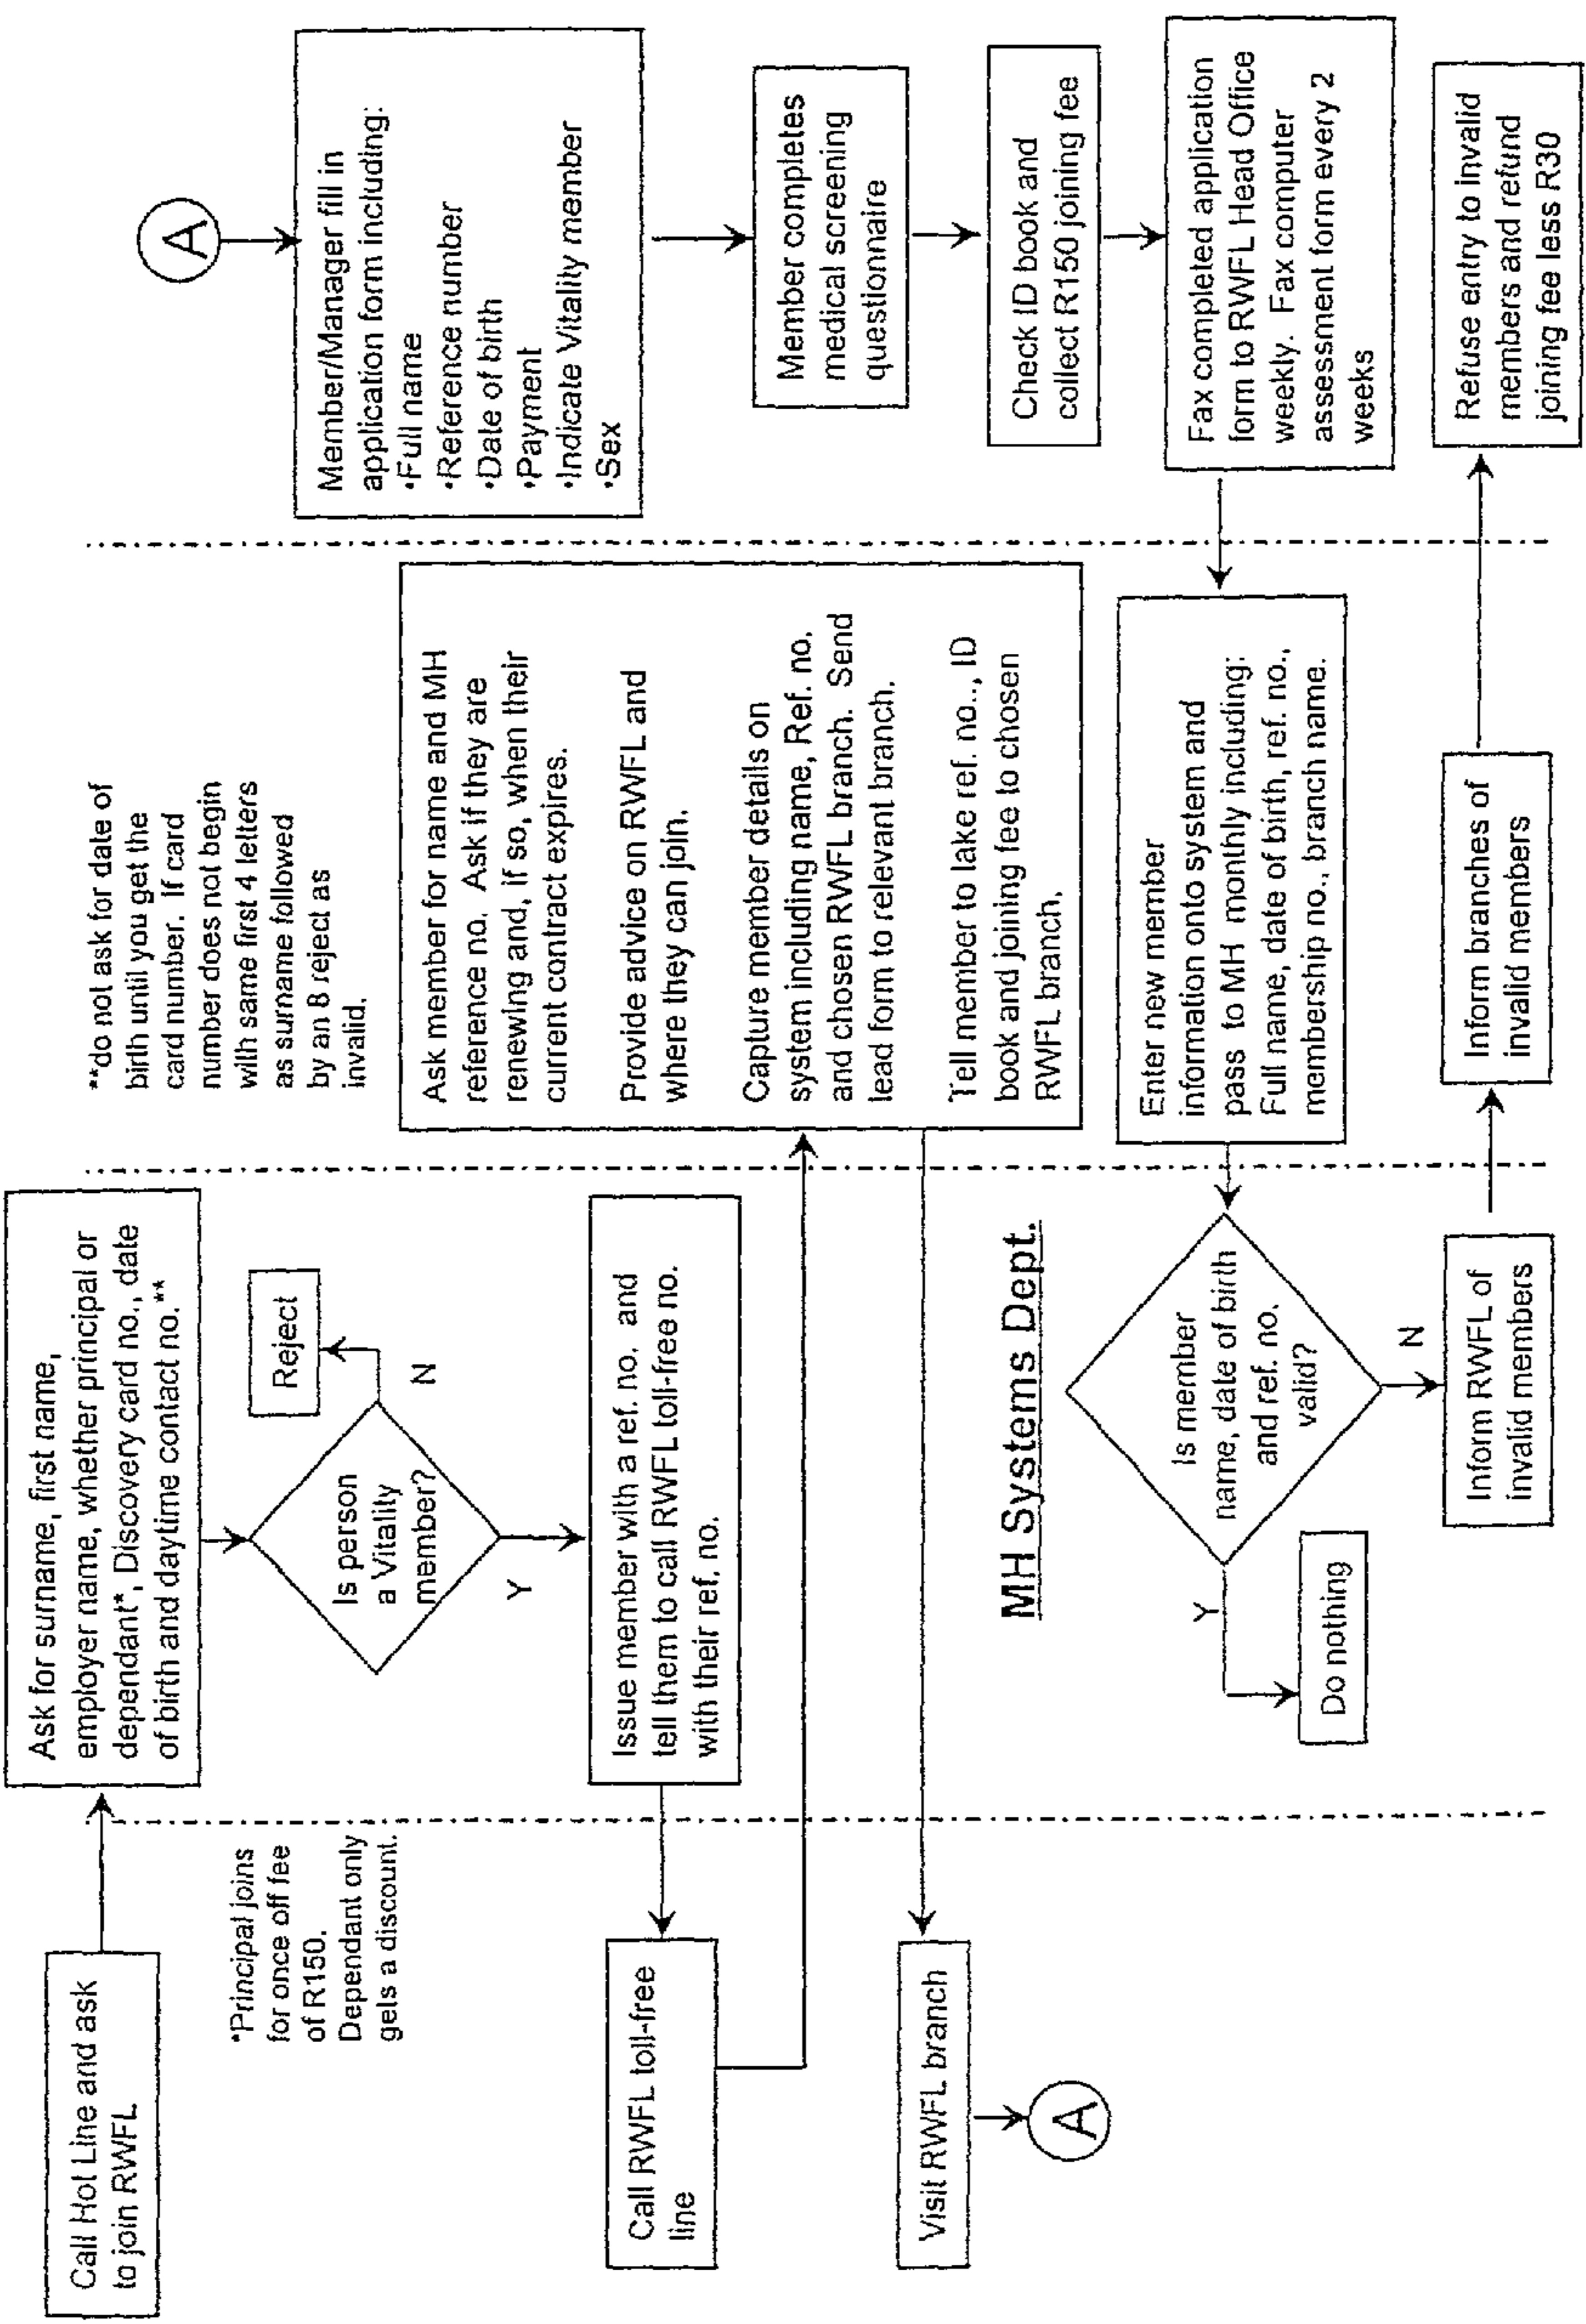 Call Hot Line and ask
to join RWFL
*Principal joins
for once off fee
of R150.
Dependant only
gels a discount.
Call RWFL toll-free
line
Visit RWFL branch
A
Ask for surname, first name,
employer name, whether principal or
dependant*, Discovery card no., date
of birth and daytime contact no.**
Is person
a Vitality
member?
N
Reject
Y
Issue member with a ref. no. and
tell them to call RWFL toll-free no.
with their ref. no.
MH Systems Dept.
Is member
name, date of birth
and ref. no.
valid?
Y
Do nothing
N
Inform RWFL of
invalid members
**do not ask for date of
birth until you get the
card number. If card
number does not begin
with same first 4 letters
as surname followed
by an 8 reject as
invalid.
Ask member for name and MH
reference no. Ask if they are
renewing and, if so, when their
current contract expires.
Provide advice on RWFL and
where they can join.
Capture member details on
system including name, Ref. no.
and chosen RWFL branch. Send
lead form to relevant branch.
Tell member to lake ref. no.., ID
book and joining fee to chosen
RWFL branch.
Enter new member
information onto system and
pass to MH monthly including:
Full name, date of birth, ref. no.,
membership no., branch name.
Inform branches of
invalid members
A
Member/Manager fill in
application form including:
•Full name
•Reference number
•Date of birth
•Payment
•Indicate Vitality member
•Sex
Member completes
medical screening
questionnaire
Check ID book and
collect R150 joining fee
Fax completed application
form to RWFL Head Office
weekly. Fax computer
assessment form every 2
weeks
Refuse entry to invalid
members and refund
joining fee less R30